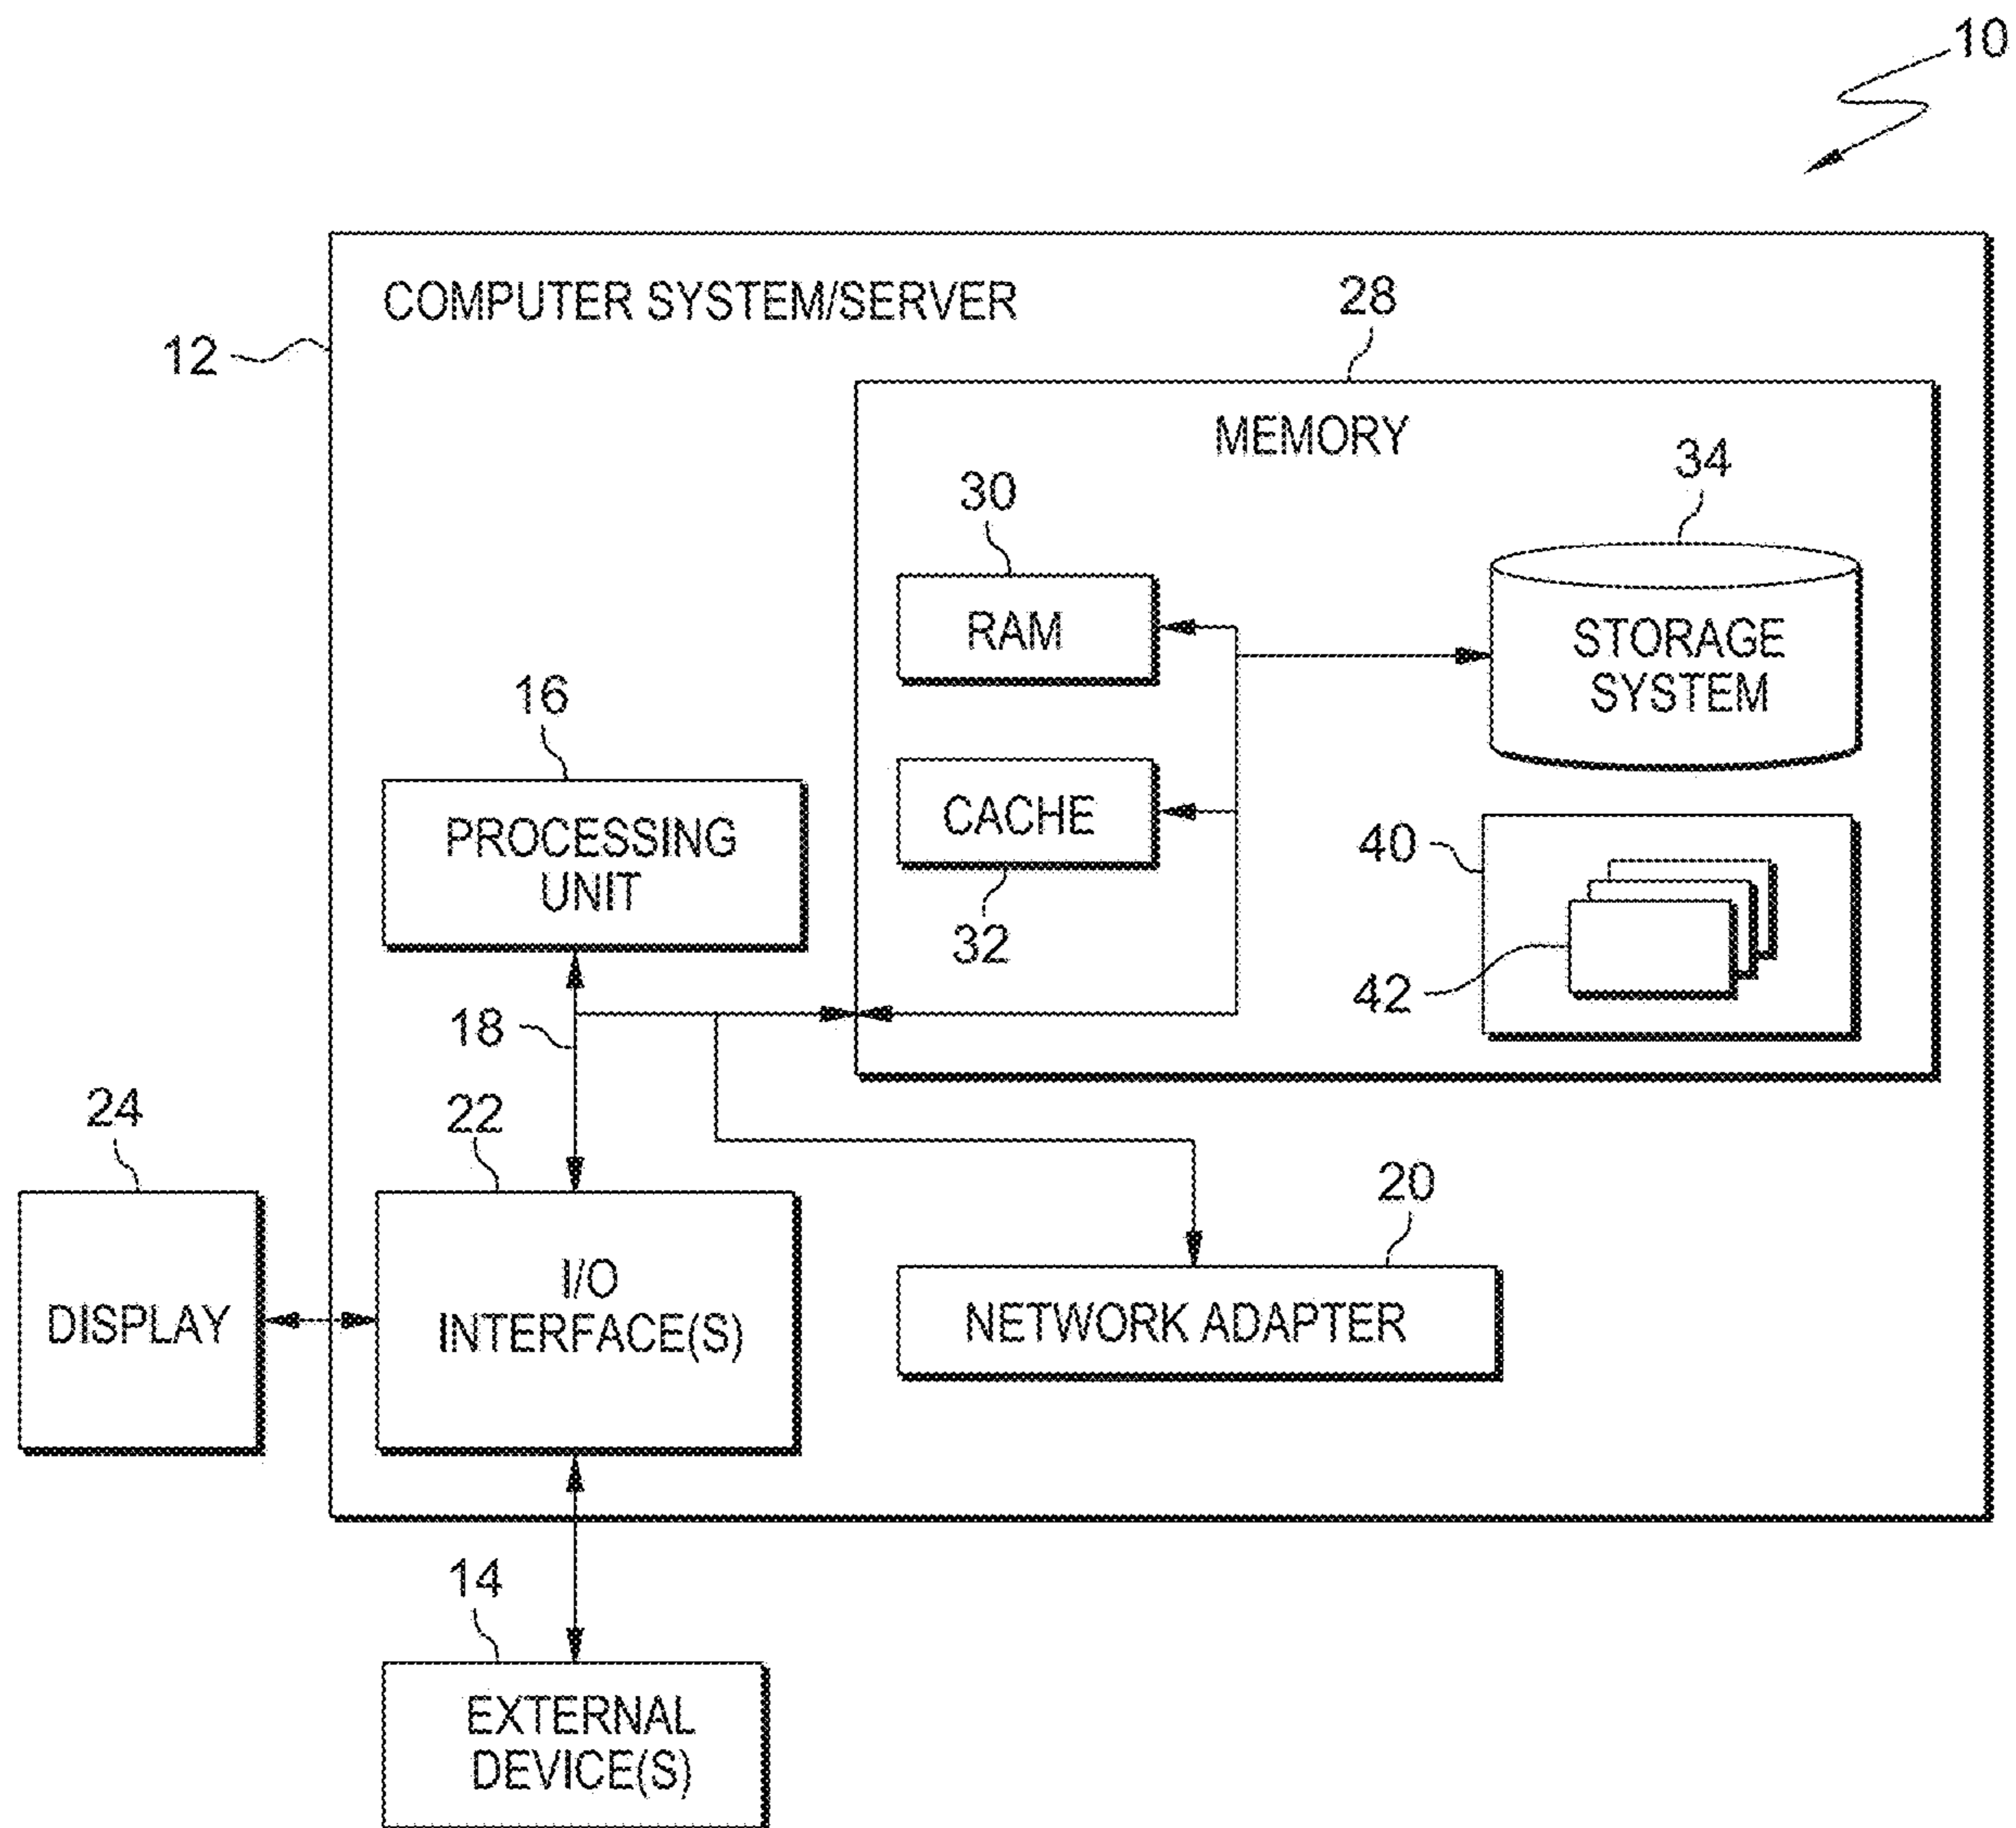 10
COMPUTER SYSTEM/SERVER
12
28
MEMORY
30
34
RAM
STORAGE
SYSTEM
16
PROCESSING
UNIT
CACHE
32
40
42
18
24
22
20
DISPLAY
I/O
INTERFACE(S)
NETWORK ADAPTER
14
EXTERNAL
DEVICE(S)